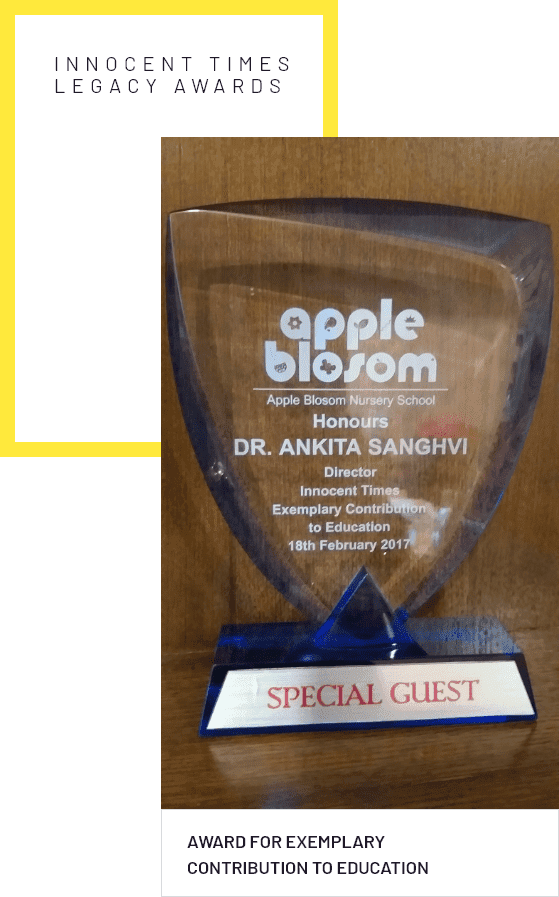 INNOCENT TIMES
LEGACY AWARDS
apple
blosom
Apple Blosom Nursery School
Honours
DR. ANKITA SANGHVI
Director
Innocent Times
Exemplary Contribution
to Education
18th February 2017
SPECIAL GUEST
AWARD FOR EXEMPLARY
CONTRIBUTION TO EDUCATION